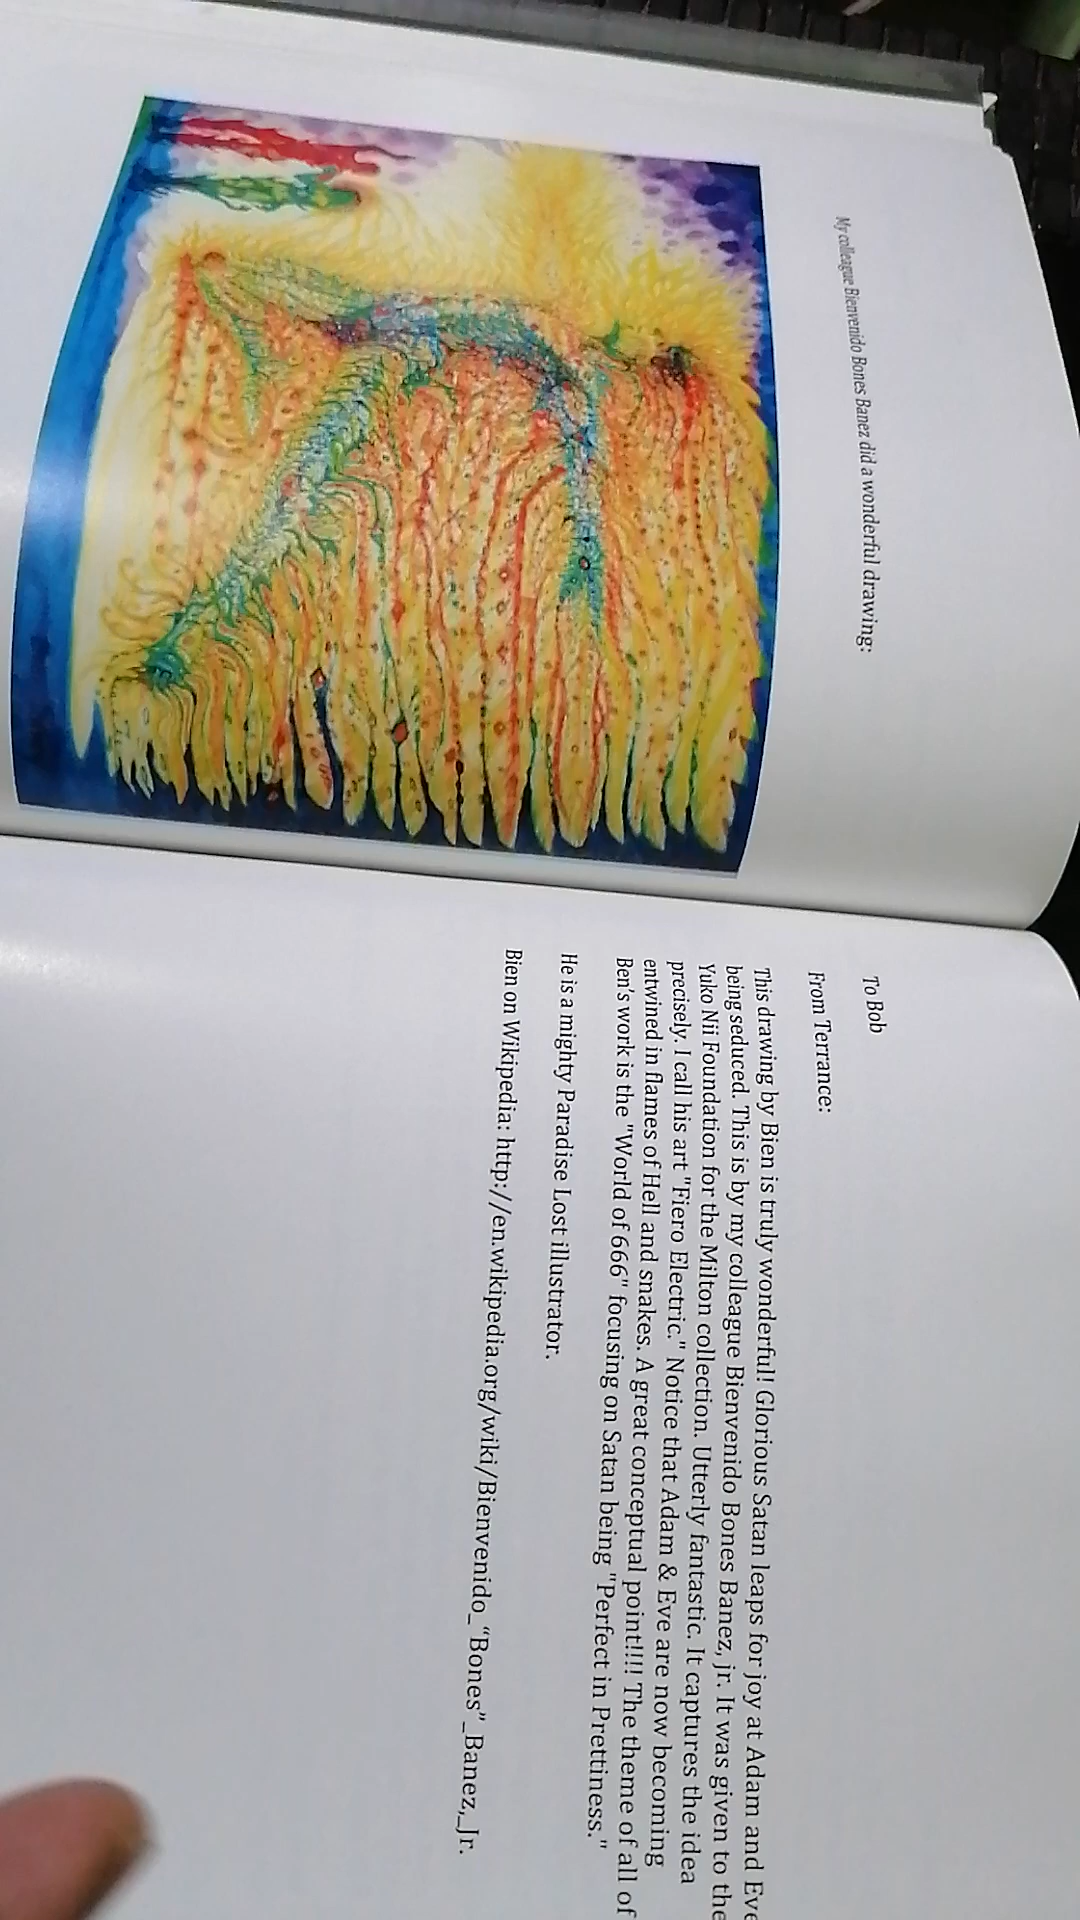 My colleague Bienvenido Bones Banez did a wonderful drawing:
To Bob
From Terrance:
This drawing by Bien is truly wonderful! Glorious Satan leaps for joy at Adam and Eve
being seduced. This is by my colleague Bienvenido Bones Banez, jr. It was given to the
Yuko Nii Foundation for the Milton collection. Utterly fantastic. It captures the idea
precisely. I call his art "Fiero Electric." Notice that Adam & Eve are now becoming
entwined in flames of Hell and snakes. A great conceptual point!!!! The theme of all of
Ben's work is the "World of 666" focusing on Satan being "Perfect in Prettiness."
He is a mighty Paradise Lost illustrator.
Bien on Wikipedia: http://en.wikipedia.org/wiki/Bienvenido_"Bones"_Banez,_Jr.